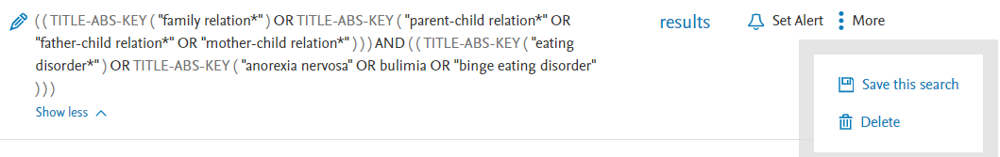 ( ( TITLE-ABS-KEY ( "family relation*" ) OR TITLE-ABS-KEY ( "parent-child relation*" OR
"father-child relation*" OR "mother-child relation*" ) ) ) AND ( ( TITLE-ABS-KEY ( "eating
disorder*" ) OR TITLE-ABS-KEY ( "anorexia nervosa" OR bulimia OR "binge eating disorder"
) ) )
Show less
results
Set Alert
More
Save this search
Delete